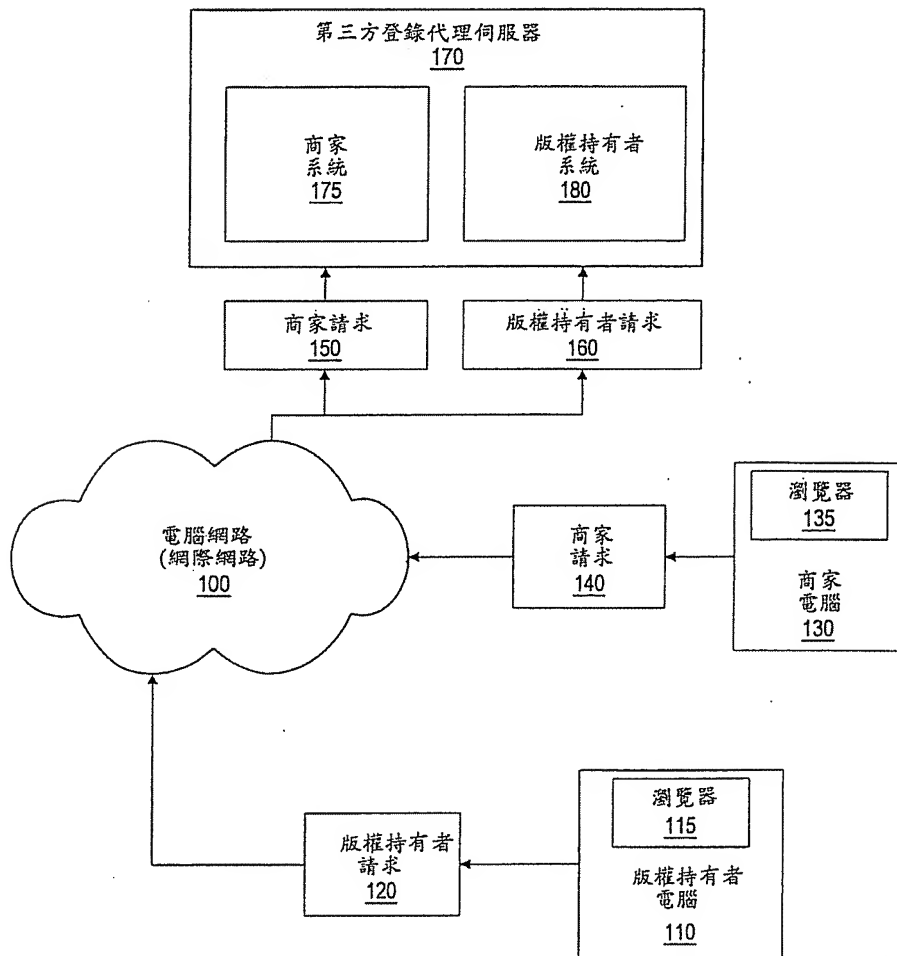 第三方登錄代理伺服器
170
商家
系統
175
版權持有者
系統
180
商家請求
150
版權持有者請求
160
電腦網路
(網際網路)
100
商家
請求
140
瀏覽器
135
商家
電腦
130
版權持有者
請求
120
瀏覽器
115
版權持有者
電腦
110